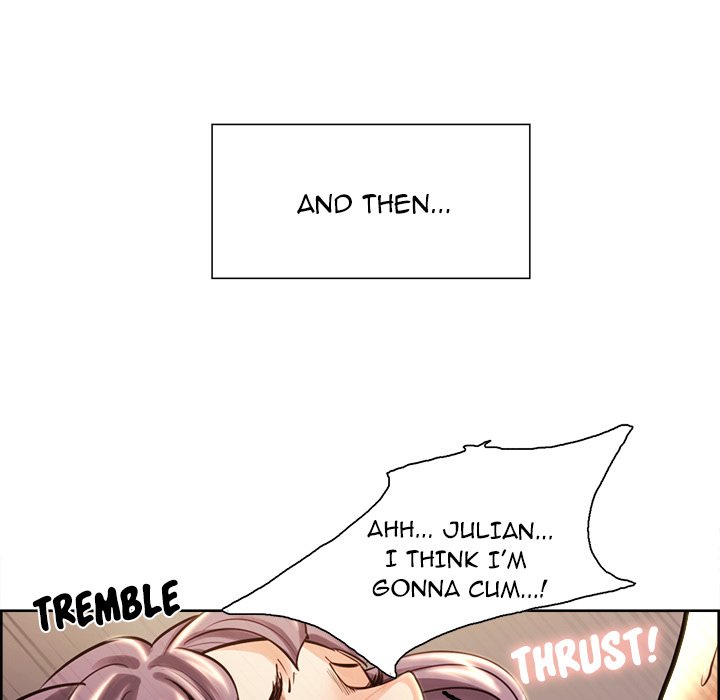 AND THEN...
AHH... JULIAN...
I THINK I'M
GONNA CUM...!
TREMBLE
THRUST!